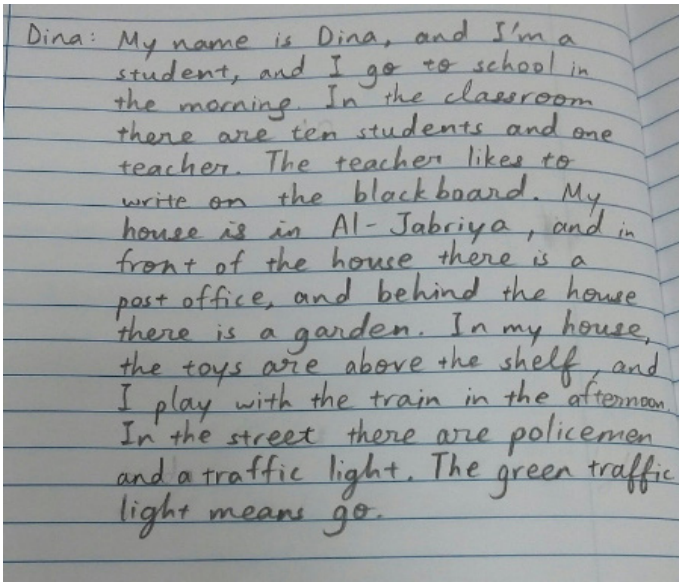 Dina: My name is Dina, and I'm a
student, and I go to school in
the morning. In the classroom
there are ten students and one
teacher. The teacher likes to
write on the blackboard. My
house is in Al-Jabriya, and in
front of the house there is a
post office, and behind the house
there is a garden. In my house,
the toys are above the shelf, and
I play with the train in the afternoon.
In the street there are policemen
and a traffic light. The green traffic
light means go.